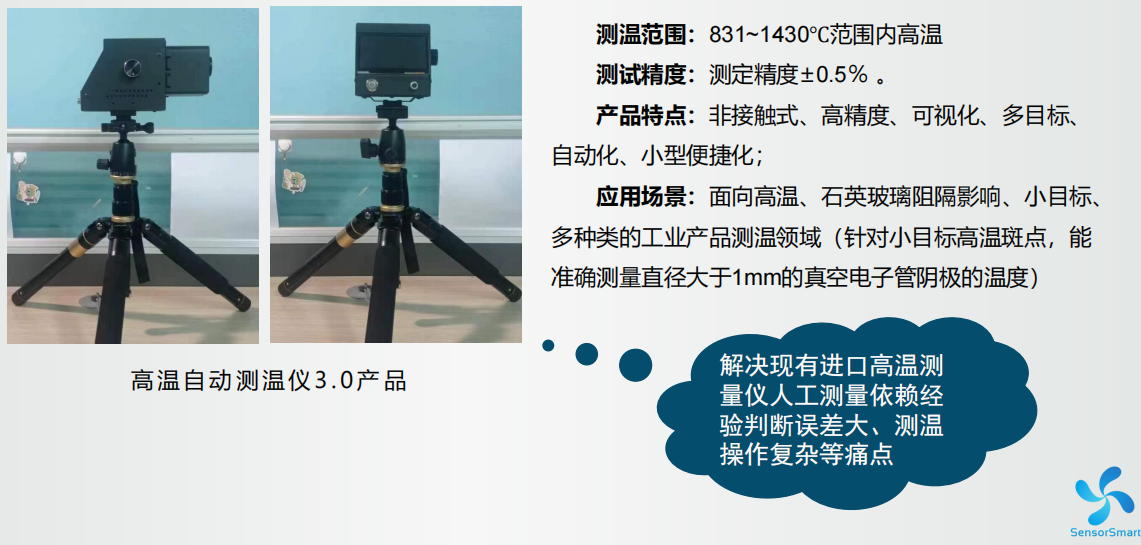 测温范围：831~1430℃范围内高温
测试精度：测定精度±0.5% 。
产品特点：非接触式、高精度、可视化、多目标、
自动化、小型便捷化；
应用场景：面向高温、石英玻璃阻隔影响、小目标、
多种类的工业产品测温领域（针对小目标高温斑点，能
准确测量直径大于1mm的真空电子管阴极的温度）
高温自动测温仪3.0产品
解决现有进口高温测
量仪人工测量依赖经
验判断误差大、测温
操作复杂等痛点
SensorSmart